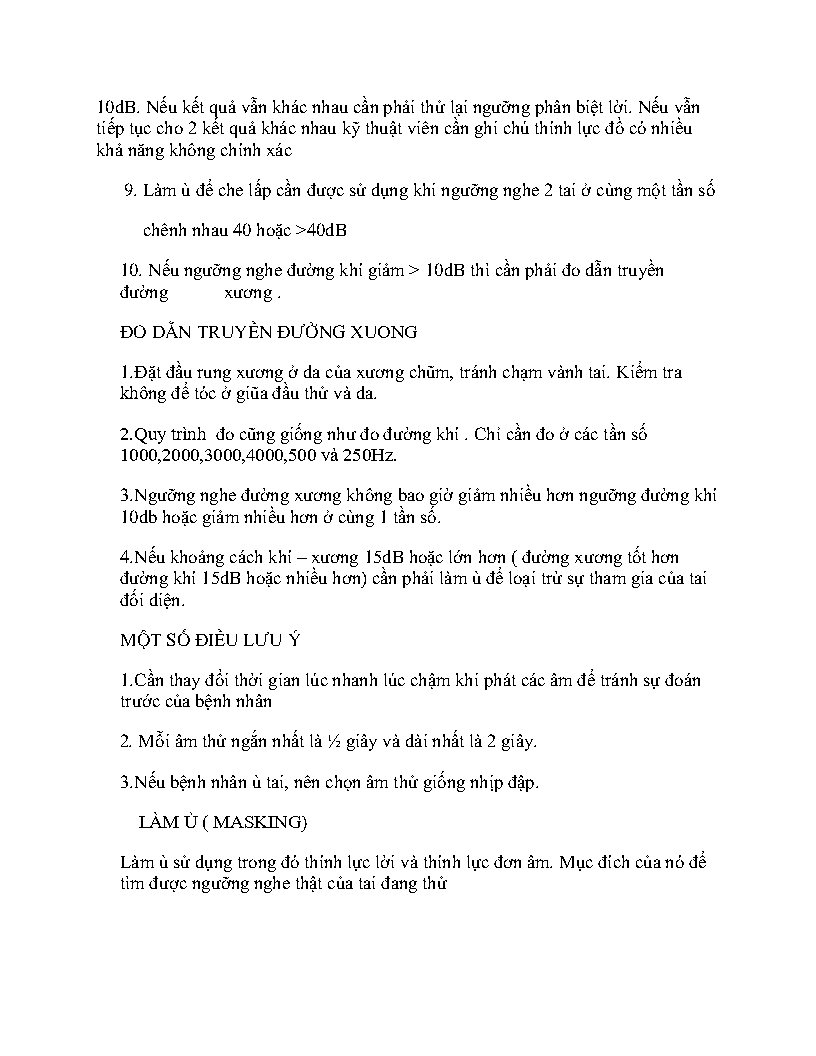 10dB. Nếu kết quả vẫn khác nhau cần phải thử lại ngưỡng phân biệt lời. Nếu vẫn
tiếp tục cho 2 kết quả khác nhau kỹ thuật viên cần ghi chú thính lực đồ có nhiều
khả năng không chính xác
9. Làm ù để che lấp cần được sử dụng khi ngưỡng nghe 2 tai ở cùng một tần số
chênh nhau 40 hoặc >40dB
10. Nếu ngưỡng nghe đường khí giảm > 10dB thì cần phải đo dẫn truyền
đường xương .
ĐO DẪN TRUYỀN ĐƯỜNG XUONG
1.Đặt đầu rung xương ở da của xương chũm, tránh chạm vành tai. Kiểm tra
không để tóc ở giũa đầu thử và da.
2.Quy trình đo cũng giống như đo đường khí . Chỉ cần đo ở các tần số
1000,2000,3000,4000,500 và 250Hz.
3.Ngưỡng nghe đường xương không bao giờ giảm nhiều hơn ngưỡng đường khí
10db hoặc giảm nhiều hơn ở cùng 1 tần số.
4.Nếu khoảng cách khí – xương 15dB hoặc lớn hơn ( đường xương tốt hơn
đường khí 15dB hoặc nhiều hơn) cần phải làm ù để loại trừ sự tham gia của tai
đối diện.
MỘT SỐ ĐIỀU LƯU Ý
1.Cần thay đổi thời gian lúc nhanh lúc chậm khi phát các âm để tránh sự đoán
trước của bệnh nhân
2. Mỗi âm thử ngắn nhất là ½ giây và dài nhất là 2 giây.
3.Nếu bệnh nhân ù tai, nên chọn âm thử giống nhịp đập.
LÀM Ù ( MASKING)
Làm ù sử dụng trong đó thính lực lời và thính lực đơn âm. Mục đích của nó để
tìm được ngưỡng nghe thật của tai đang thử